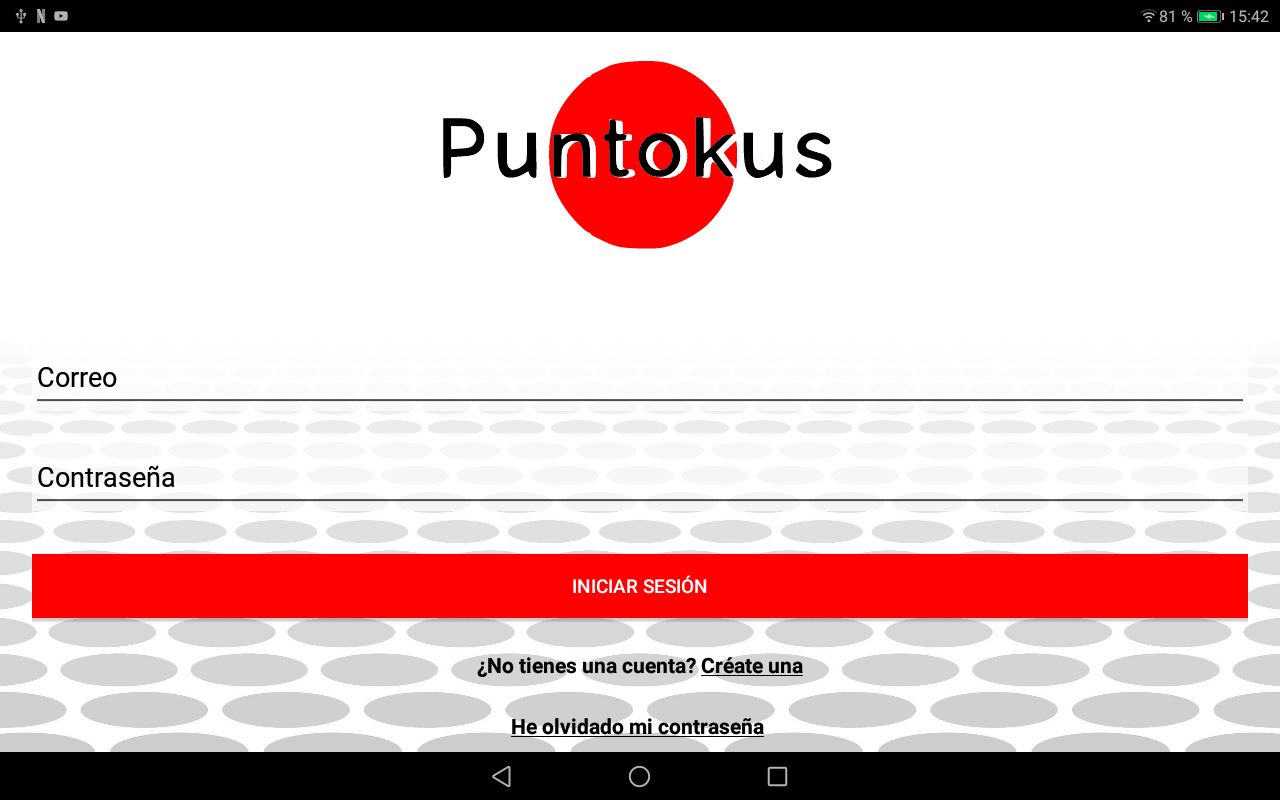 81 % 15:42
Puntokus
Correo
Contraseña
INICIAR SESIÓN
¿No tienes una cuenta? Créate una
He olvidado mi contraseña